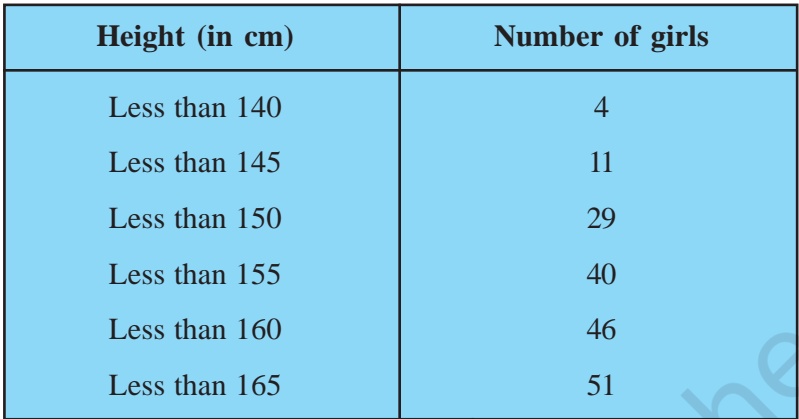 Height (in cm) Number of girls
Less than 140 4
Less than 145 11
Less than 150 29
Less than 155 40
Less than 160 46
Less than 165 51